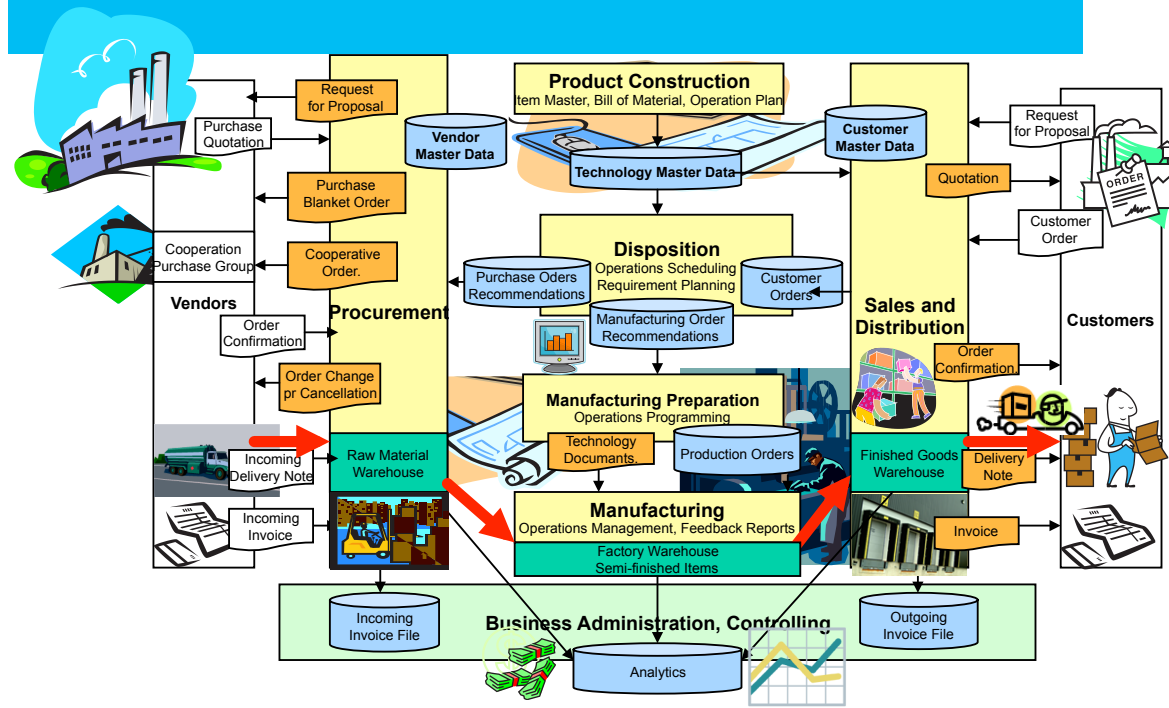 Product Construction
Item Master, Bill of Material, Operation Plan
Request
for Proposal
Purchase
Quotation
Vendor
Master Data
Customer
Master Data
Request
for Proposal
Technology Master Data
Quotation
Purchase
Blanket Order
ORDER
Customer
Order
Cooperation
Purchase Group
Cooperative
Order.
Disposition
Operations Scheduling
Requirement Planning
Purchase Oders
Recommendations
Customer
Orders
Vendors
Procurement
Manufacturing Order
Recommendations
Sales and
Distribution
Customers
Order
Confirmation
Order
Confirmation.
Order Change
pr Cancellation
Manufacturing Preparation
Operations Programming
Incoming
Delivery Note
Raw Material
Warehouse
Technology
Documants.
Production Orders
Finished Goods
Warehouse
Delivery
Note
Manufacturing
Operations Management, Feedback Reports
Incoming
Invoice
Invoice
Factory Warehouse
Semi-finished Items
Incoming
Invoice File
Business Administration, Controlling
Outgoing
Invoice File
Analytics